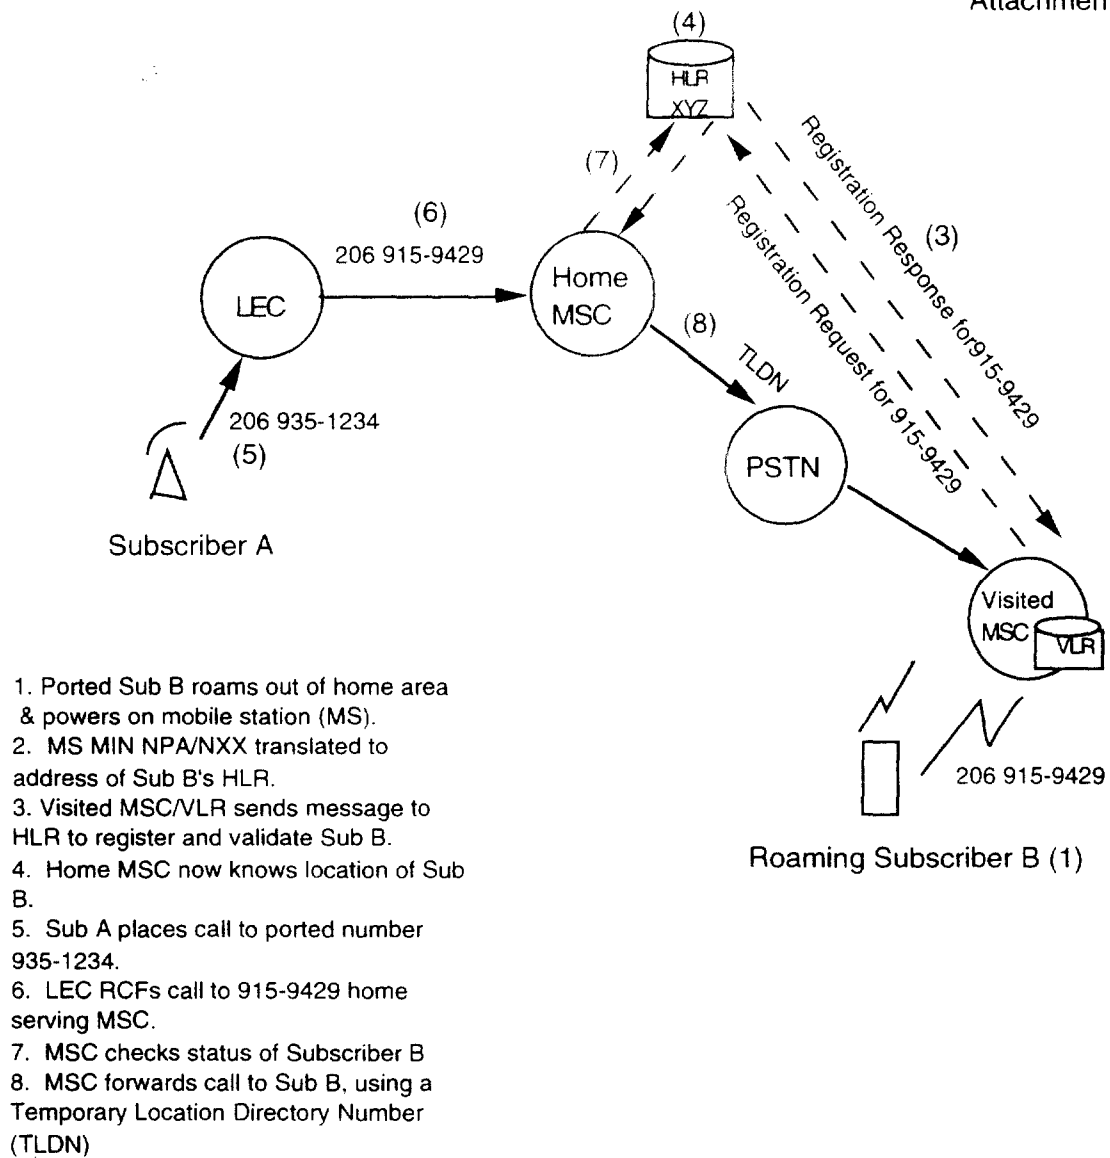 Attachmen
(4)
HLR
XYZ
(7)
Registration Response for915-9429
(3)
Registration Request for 915-9429
(6)
206 915-9429
LEC
Home
MSC
(8)
TLDN
206 935-1234
(5)
PSTN
Subscriber A
Visited
MSC
VLR
206 915-9429
Roaming Subscriber B (1)
1. Ported Sub B roams out of home area
& powers on mobile station (MS).
2. MS MIN NPA/NXX translated to
address of Sub B's HLR.
3. Visited MSC/VLR sends message to
HLR to register and validate Sub B.
4. Home MSC now knows location of Sub
B.
5. Sub A places call to ported number
935-1234.
6. LEC RCFs call to 915-9429 home
serving MSC.
7. MSC checks status of Subscriber B
8. MSC forwards call to Sub B, using a
Temporary Location Directory Number
(TLDN)